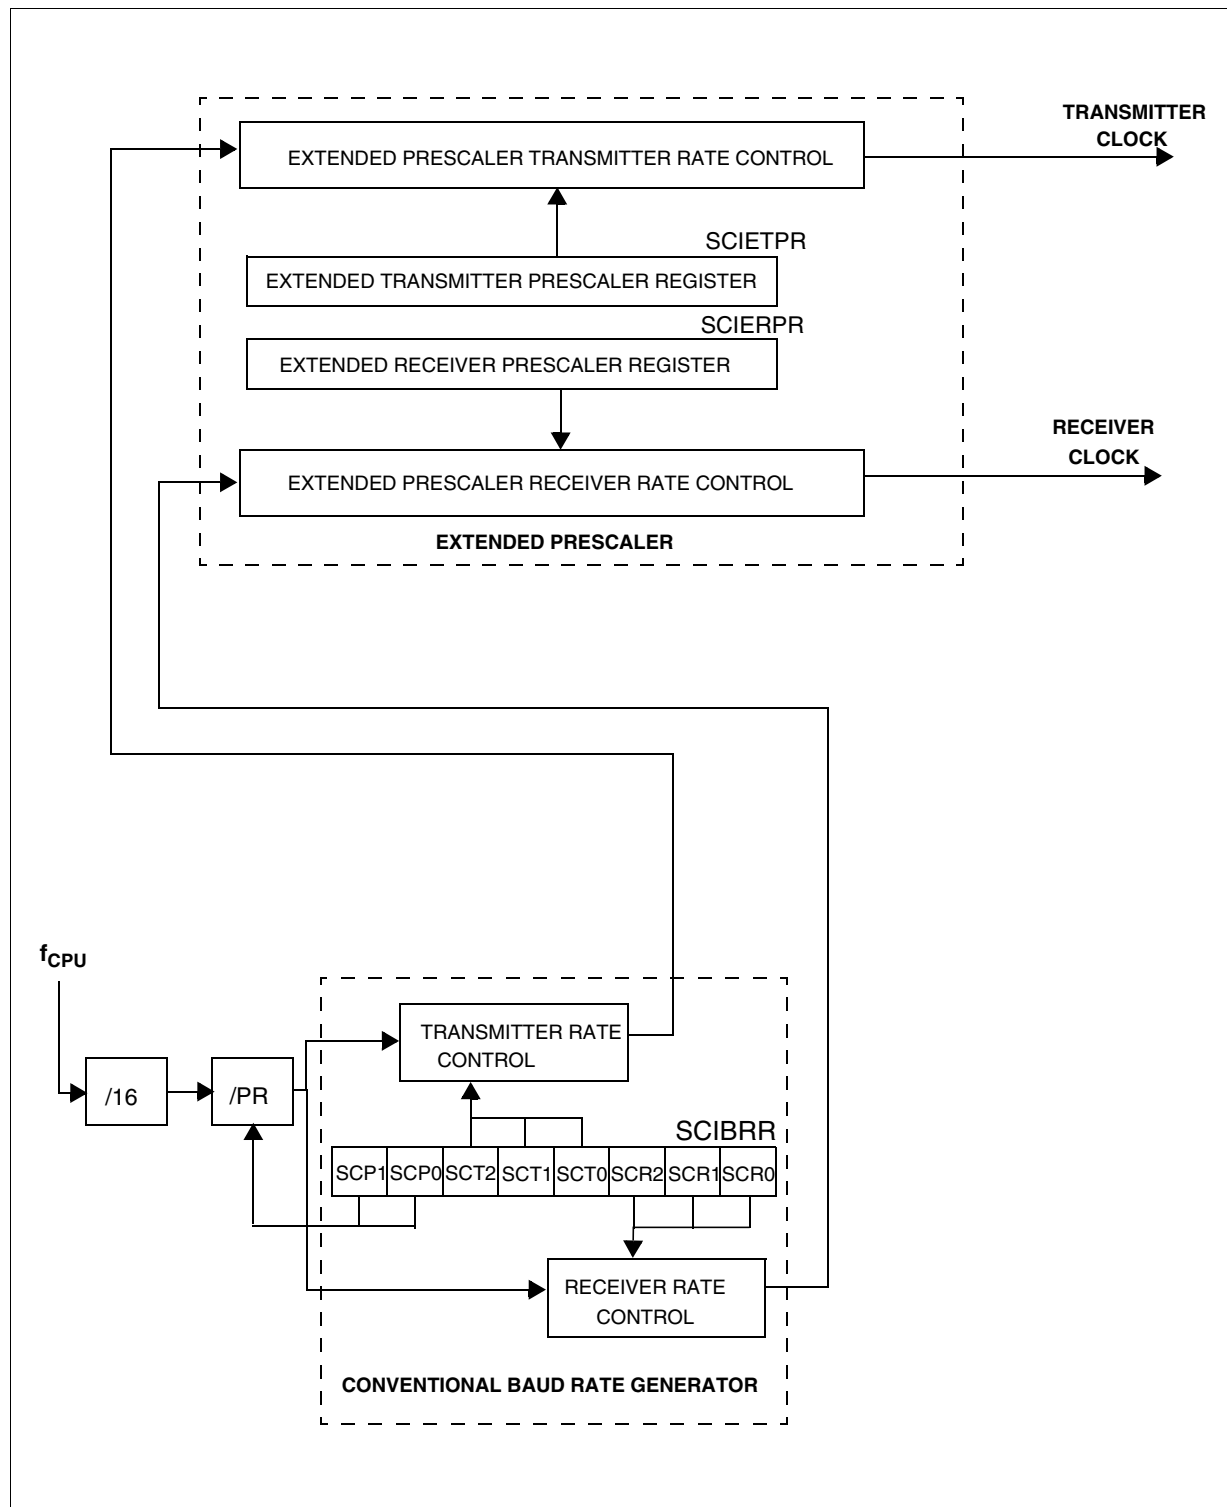 TRANSMITTER
CLOCK
EXTENDED PRESCALER TRANSMITTER RATE CONTROL
SCIETPR
EXTENDED TRANSMITTER PRESCALER REGISTER
SCIERPR
EXTENDED RECEIVER PRESCALER REGISTER
RECEIVER
CLOCK
EXTENDED PRESCALER RECEIVER RATE CONTROL
EXTENDED PRESCALER
fCPU
TRANSMITTER RATE
CONTROL
/16
/PR
SCIBRR
SCP1 SCP0 SCT2 SCT1 SCT0 SCR2 SCR1 SCR0
RECEIVER RATE
CONTROL
CONVENTIONAL BAUD RATE GENERATOR